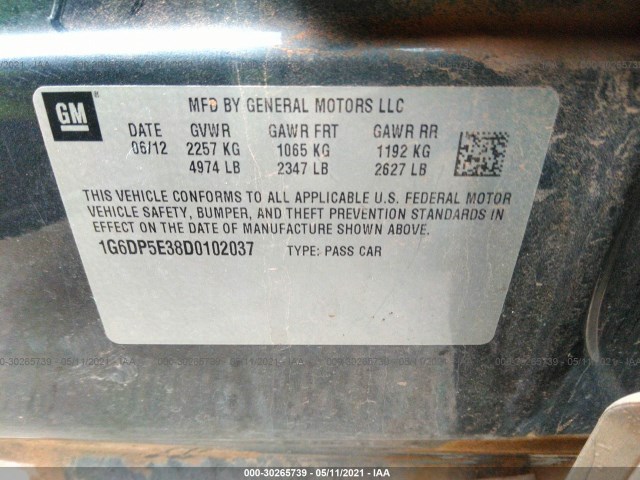 GM
MFD BY GENERAL MOTORS LLC
DATE GVWR GAWR FRT GAWR RR
06/12 2257 KG 1065 KG 1192 KG
4974 LB 2347 LB 2627 LB
THIS VEHICLE CONFORMS TO ALL APPLICABLE U.S. FEDERAL MOTOR
VEHICLE SAFETY, BUMPER, AND THEFT PREVENTION STANDARDS IN
EFFECT ON THE DATE OF MANUFACTURE SHOWN ABOVE.
1G6DP5E38D0102037 TYPE: PASS CAR
000-30265739 - 05/11/2021 - IAA